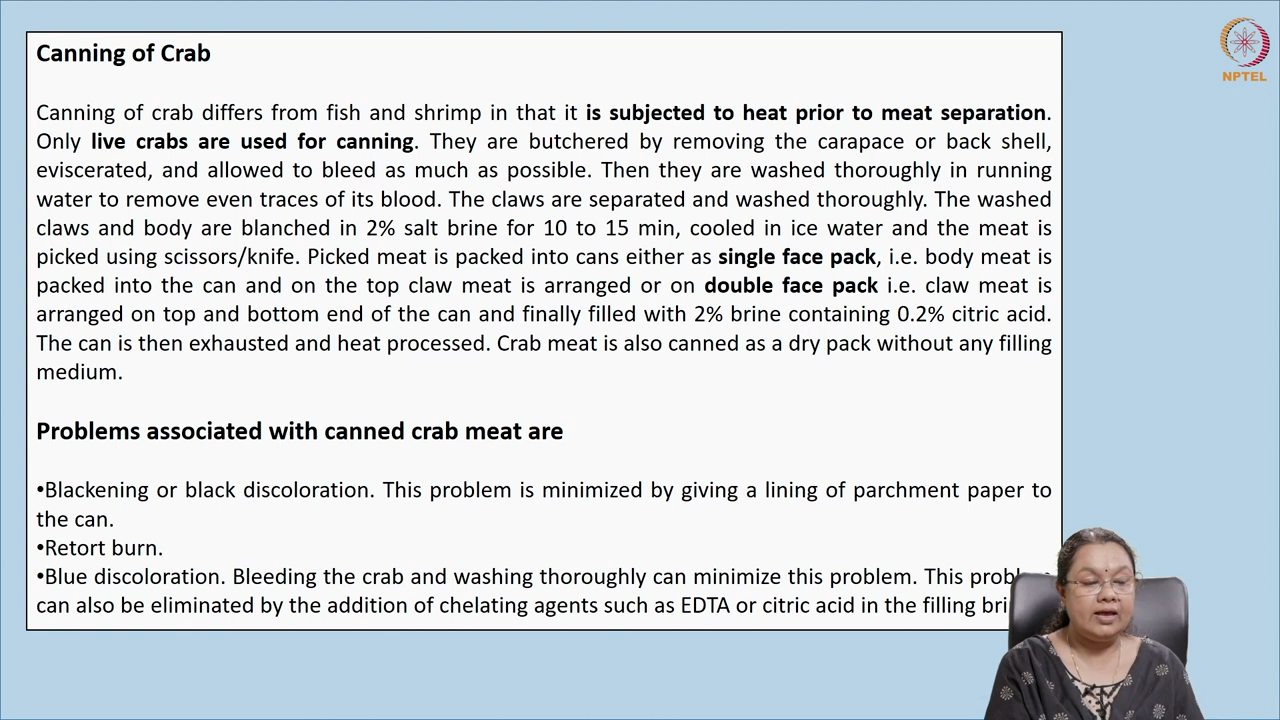 Canning of Crab
Canning of crab differs from fish and shrimp in that it is subjected to heat prior to meat separation.
Only live crabs are used for canning. They are butchered by removing the carapace or back shell,
eviscerated, and allowed to bleed as much as possible. Then they are washed thoroughly in running
water to remove even traces of its blood. The claws are separated and washed thoroughly. The washed
claws and body are blanched in 2% salt brine for 10 to 15 min, cooled in ice water and the meat is
picked using scissors/knife. Picked meat is packed into cans either as single face pack, i.e. body meat is
packed into the can and on the top claw meat is arranged or on double face pack i.e. claw meat is
arranged on top and bottom end of the can and finally filled with 2% brine containing 0.2% citric acid.
The can is then exhausted and heat processed. Crab meat is also canned as a dry pack without any filling
medium.
Problems associated with canned crab meat are
•Blackening or black discoloration. This problem is minimized by giving a lining of parchment paper to
the can.
•Retort burn.
•Blue discoloration. Bleeding the crab and washing thoroughly can minimize this problem. This
can also be eliminated by the addition of chelating agents such as EDTA or citric acid in the filling
NPTEL